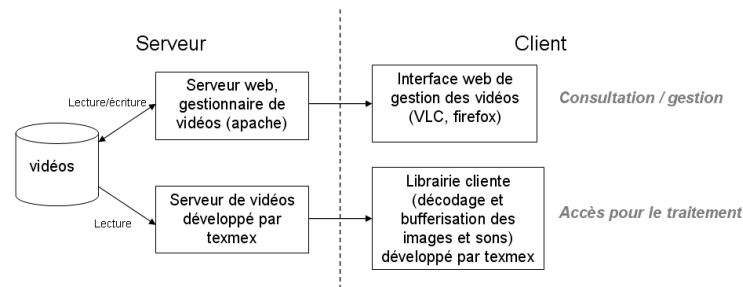 Serveur
Client
Lecture/écriture
Serveur web,
gestionnaire de
vidéos (apache)
Interface web de
gestion des vidéos
(VLC, firefox)
Consultation / gestion
vidéos
Lecture
Serveur de vidéos
développé par
texmex
Librairie cliente
(décodage et
bufferisation des
images et sons)
développé par texmex
Accès pour le traitement